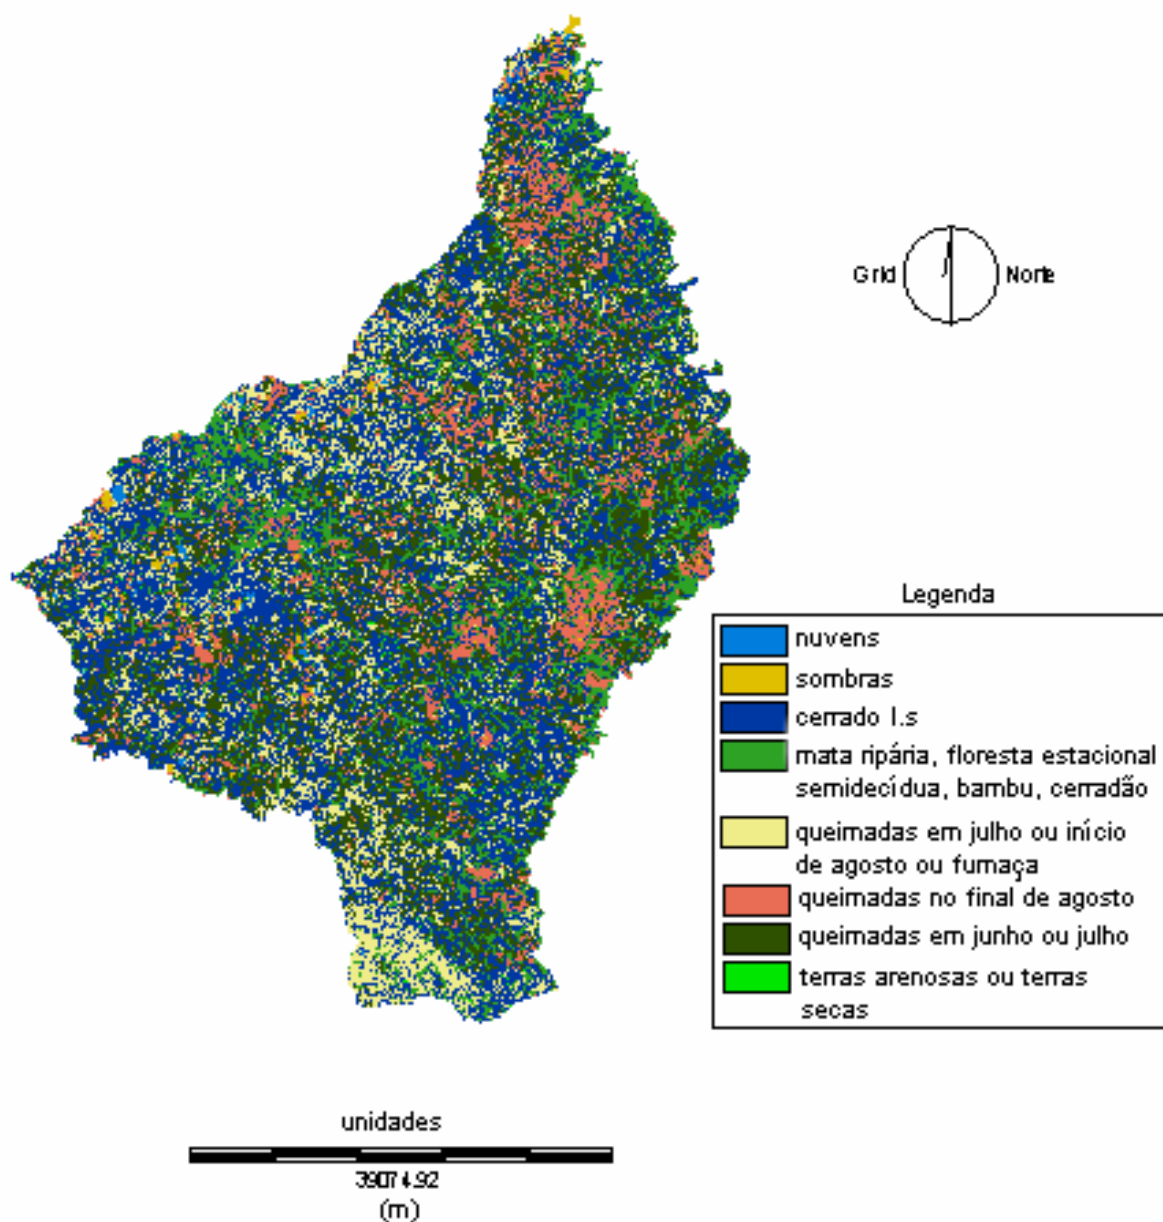 Grid Norte
Legenda
nuvens
sombras
cerrado l.s
mata ripária, floresta estacional
semidecídua, bambu, cerradão
queimadas em julho ou início
de agosto ou fumaça
queimadas no final de agosto
queimadas em junho ou julho
terras arenosas ou terras
secas
unidades
39074.92
(m)